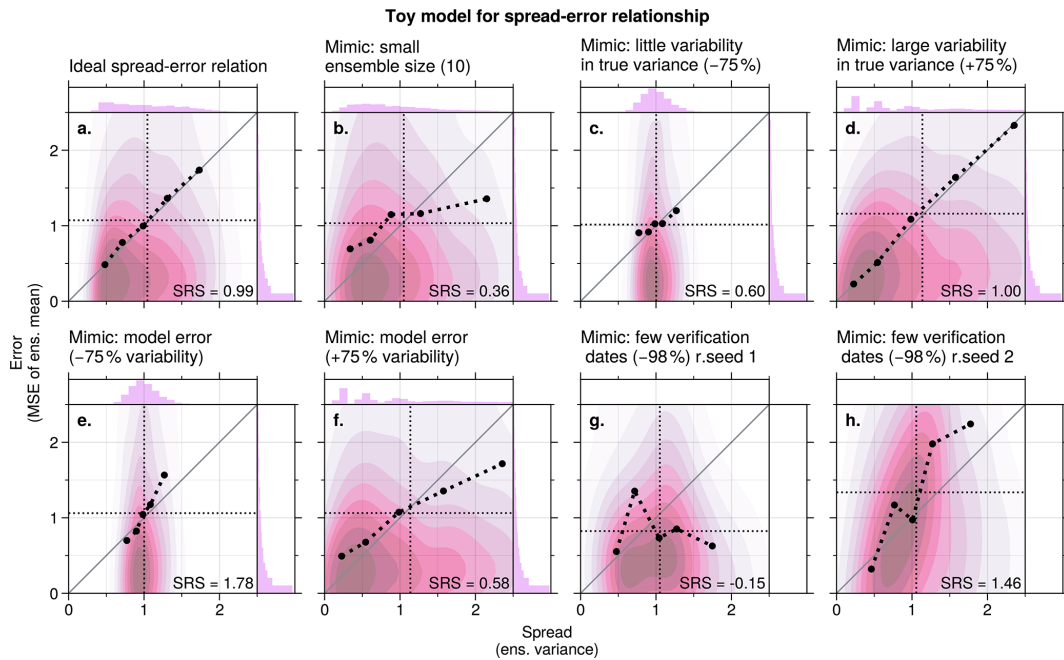 Toy model for spread-error relationship
Ideal spread-error relation
Mimic: small
ensemble size (10)
Mimic: little variability
in true variance (−75 %)
Mimic: large variability
in true variance (+75 %)
a.
b.
c.
d.
2
1
0
SRS = 0.99
SRS = 0.36
SRS = 0.60
SRS = 1.00
Error
(MSE of ens. mean)
Mimic: model error
(−75 % variability)
Mimic: model error
(+75 % variability)
Mimic: few verification
dates (−98 %) r.seed 1
Mimic: few verification
dates (−98 %) r.seed 2
e.
f.
g.
h.
2
1
0
SRS = 1.78
SRS = 0.58
SRS = -0.15
SRS = 1.46
0 1 2
0 1 2
0 1 2
0 1 2
Spread
(ens. variance)